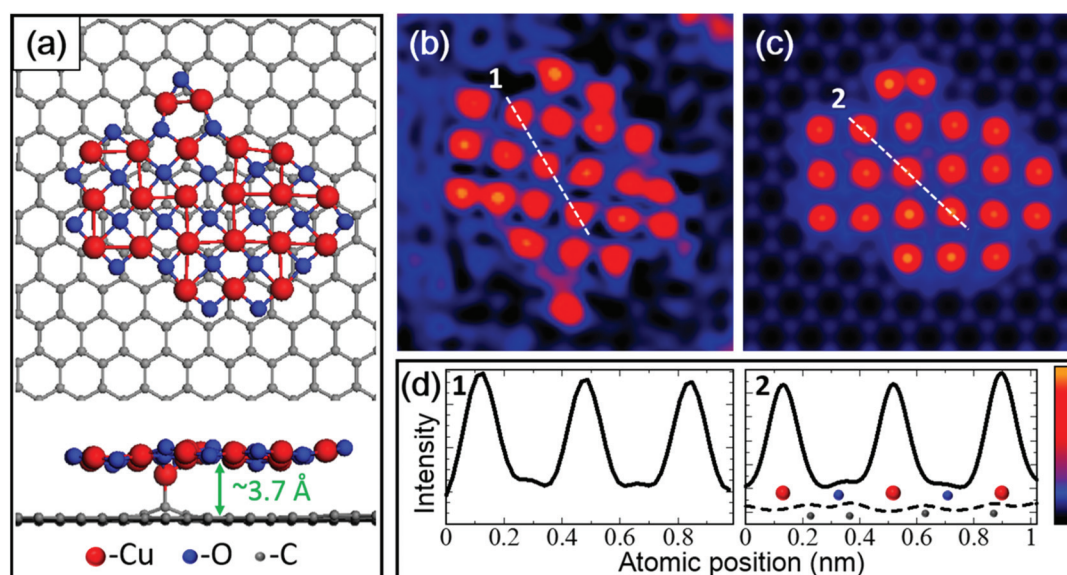 (a)
~3.7 Å
-Cu -O -C
(b)
1
(c)
2
(d)
1
2
Intensity
0 0.2 0.4 0.6 0.8 0 0.2 0.4 0.6 0.8 1
Atomic position (nm)